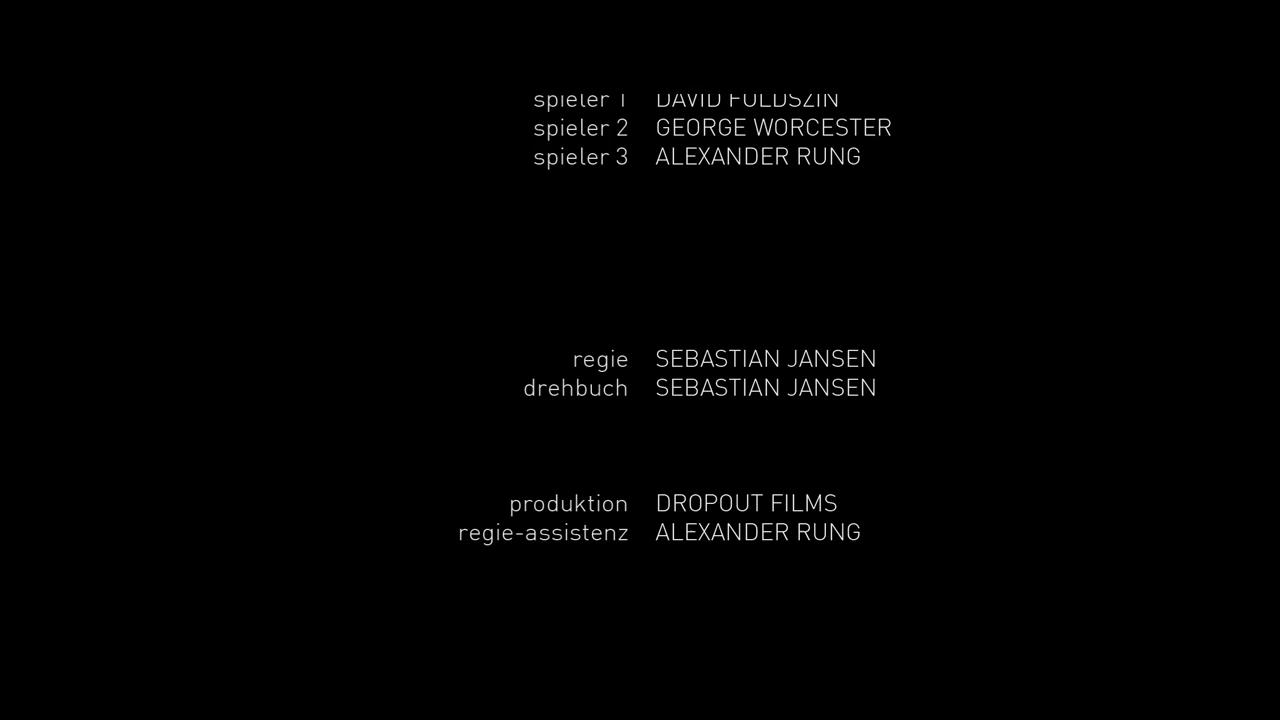 spieler 1 DAVID FOLDSZIN
spieler 2 GEORGE WORCESTER
spieler 3 ALEXANDER RUNG
regie SEBASTIAN JANSEN
drehbuch SEBASTIAN JANSEN
produktion DROPOUT FILMS
regie-assistenz ALEXANDER RUNG